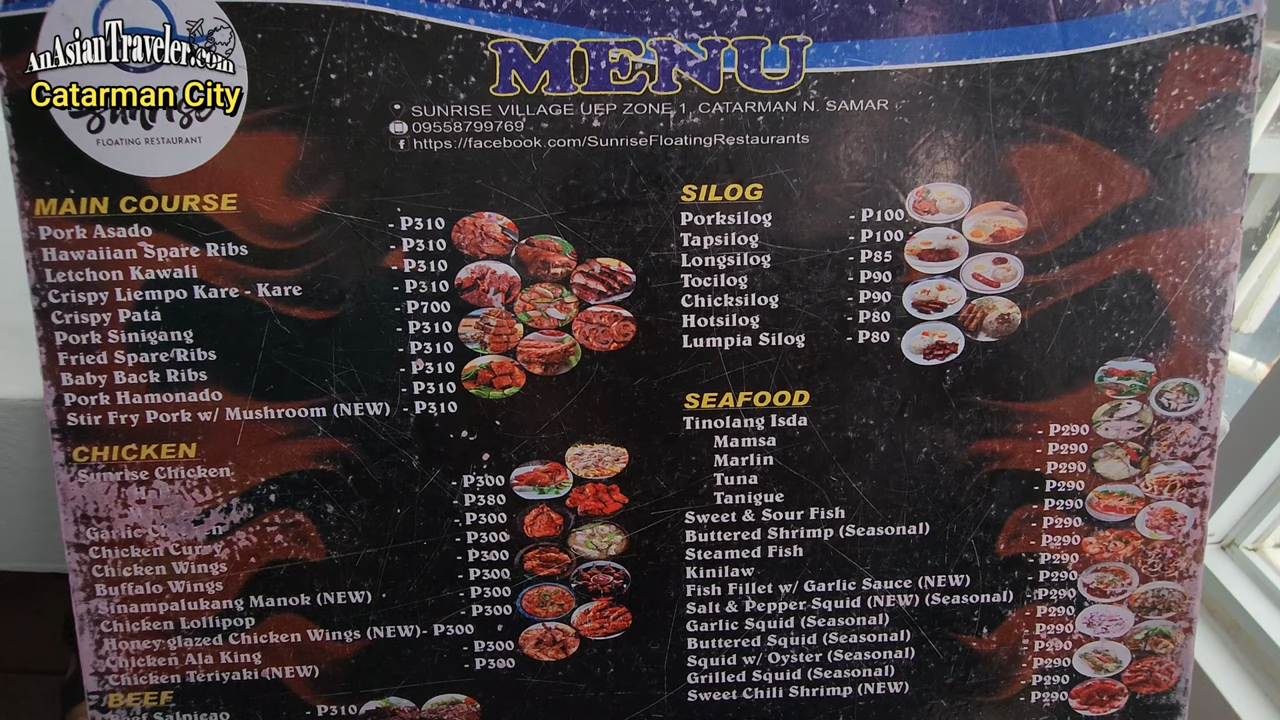 AnAsianTraveler.com
Catarman City
Sunrise
FLOATING RESTAURANT
MENU
SUNRISE VILLAGE UEP ZONE 1, CATARMAN N. SAMAR
09558799769
https://facebook.com/SunriseFloatingRestaurants
MAIN COURSE
Pork Asado - P310
Hawaiian Spare Ribs - P310
Letchon Kawali - P310
Crispy Liempo Kare - Kare - P310
Crispy Pata - P700
Pork Sinigang - P310
Fried Spare Ribs - P310
Baby Back Ribs - P310
Pork Hamonado - P310
Stir Fry Pork w/ Mushroom (NEW) - P310
CHICKEN
Sunrise Chicken
- P300
- P380
Garlic Chicken - P300
Chicken Curry - P300
Chicken Wings - P300
Buffalo Wings - P300
Sinampalukang Manok (NEW) - P300
Chicken Lollipop - P300
Honey glazed Chicken Wings (NEW)- P300
Chicken Ala King - P300
Chicken Teriyaki (NEW) - P300
BEEF
Beef Salpicao - P310
SILOG
Porksilog - P100
Tapsilog - P100
Longsilog - P85
Tocilog - P90
Chicksilog - P90
Hotsilog - P80
Lumpia Silog - P80
SEAFOOD
Tinolang Isda
Mamsa - P290
Marlin - P290
Tuna - P290
Tanigue - P290
Sweet & Sour Fish - P290
Buttered Shrimp (Seasonal) - P290
Steamed Fish - P290
Kinilaw - P290
Fish Fillet w/ Garlic Sauce (NEW) - P290
Salt & Pepper Squid (NEW) (Seasonal) - P290
Garlic Squid (Seasonal) - P290
Buttered Squid (Seasonal) - P290
Squid w/ Oyster (Seasonal) - P290
Grilled Squid (Seasonal) - P290
Sweet Chili Shrimp (NEW) - P290